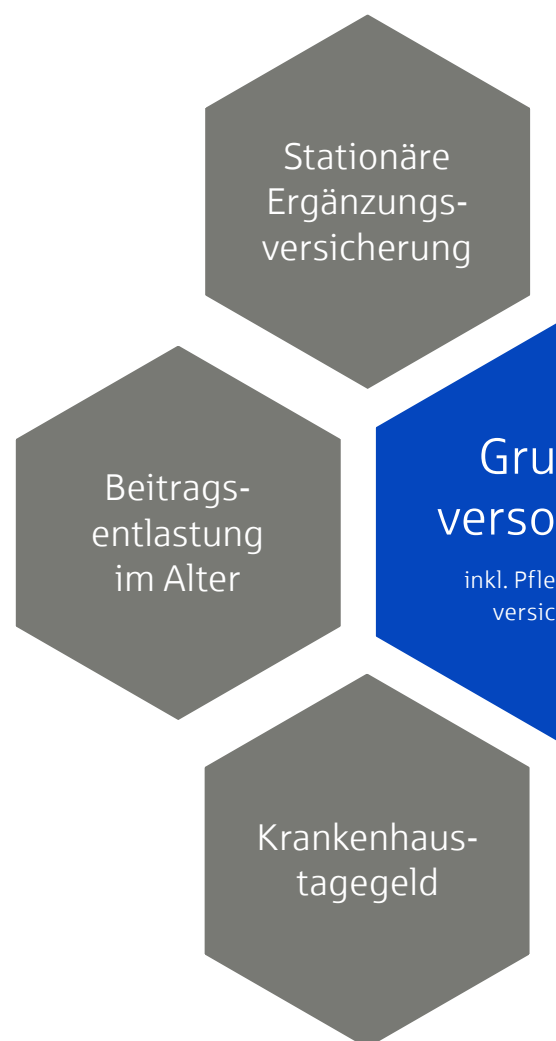 Stationäre
Ergänzungs-
versicherung
Beitrags-
entlastung
im Alter
Gru
verso
inkl. Pfle
versic
Krankenhaus-
tagegeld